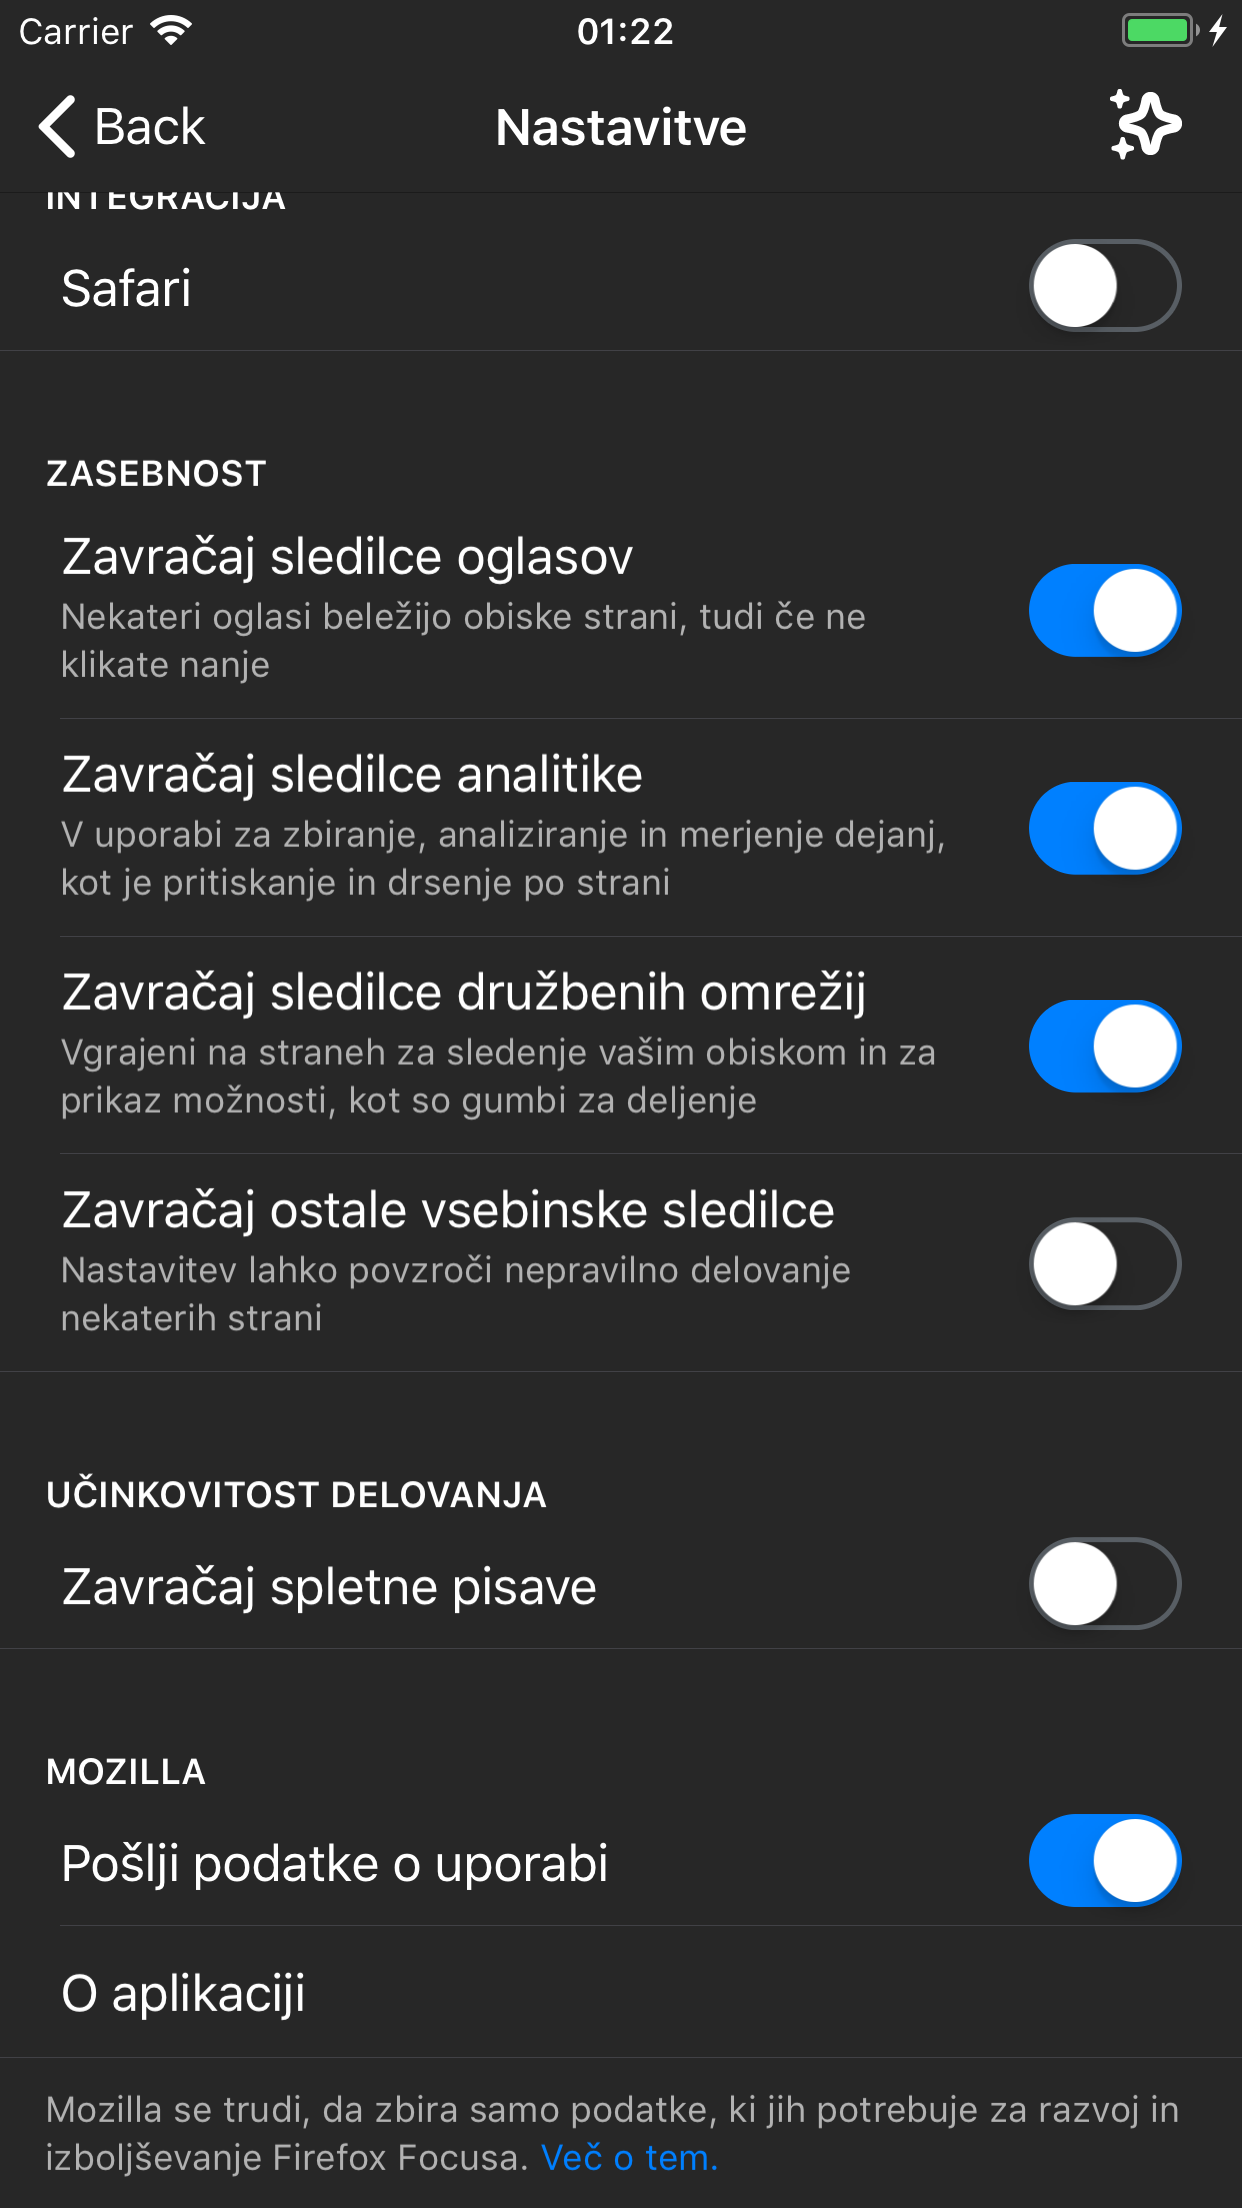 Carrier
01:22
Back
Nastavitve
INTEGRACIJA
Safari
ZASEBNOST
Zavračaj sledilce oglasov
Nekateri oglasi beležijo obiske strani, tudi če ne
klikate nanje
Zavračaj sledilce analitike
V uporabi za zbiranje, analiziranje in merjenje dejanj,
kot je pritiskanje in drsenje po strani
Zavračaj sledilce družbenih omrežij
Vgrajeni na straneh za sledenje vašim obiskom in za
prikaz možnosti, kot so gumbi za deljenje
Zavračaj ostale vsebinske sledilce
Nastavitev lahko povzroči nepravilno delovanje
nekaterih strani
UČINKOVITOST DELOVANJA
Zavračaj spletne pisave
MOZILLA
Pošlji podatke o uporabi
O aplikaciji
Mozilla se trudi, da zbira samo podatke, ki jih potrebuje za razvoj in
izboljševanje Firefox Focusa. Več o tem.